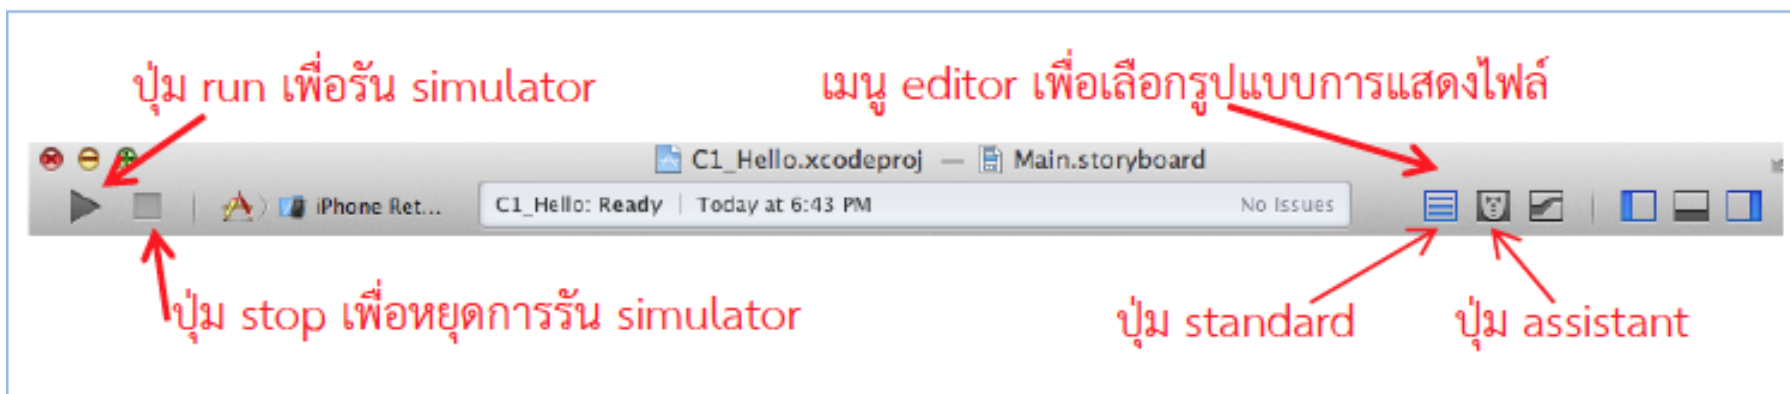 ปุ่ม run เพื่อรัน simulator
เมนู editor เพื่อเลือกรูปแบบการแสดงไฟล์
C1_Hello.xcodeproj — Main.storyboard
iPhone Ret...
C1_Hello: Ready | Today at 6:43 PM
No Issues
ปุ่ม stop เพื่อหยุดการรัน simulator
ปุ่ม standard
ปุ่ม assistant